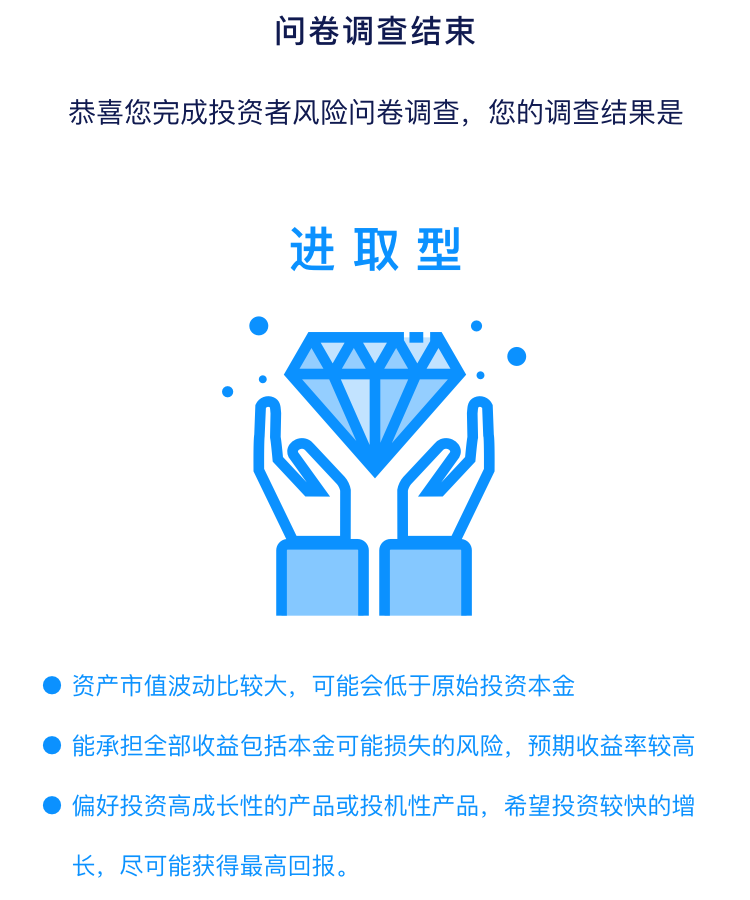 问卷调查结束
恭喜您完成投资者风险问卷调查，您的调查结果是
进取型
资产市值波动比较大，可能会低于原始投资本金
能承担全部收益包括本金可能损失的风险，预期收益率较高
偏好投资高成长性的产品或投机性产品，希望投资较快的增
长，尽可能获得最高回报。